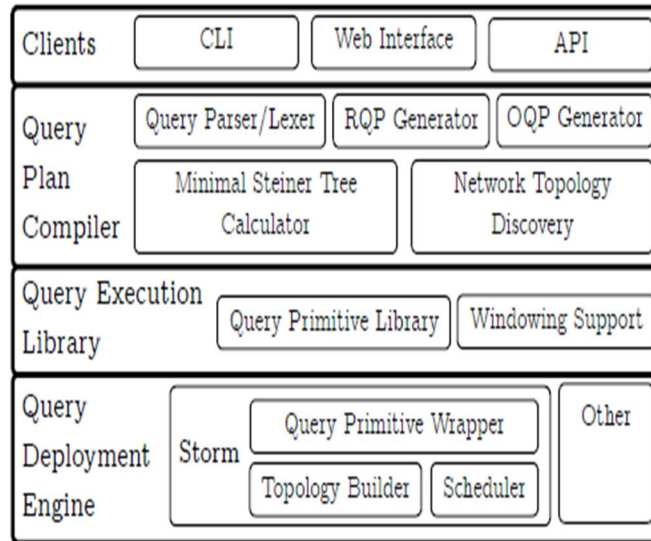 Clients
CLI
Web Interface
API
Query
Plan
Compiler
Query Parser/Lexer
RQP Generator
OQP Generator
Minimal Steiner Tree
Calculator
Network Topology
Discovery
Query Execution
Library
Query Primitive Library
Windowing Support
Query
Deployment
Engine
Storm
Query Primitive Wrapper
Topology Builder
Scheduler
Other